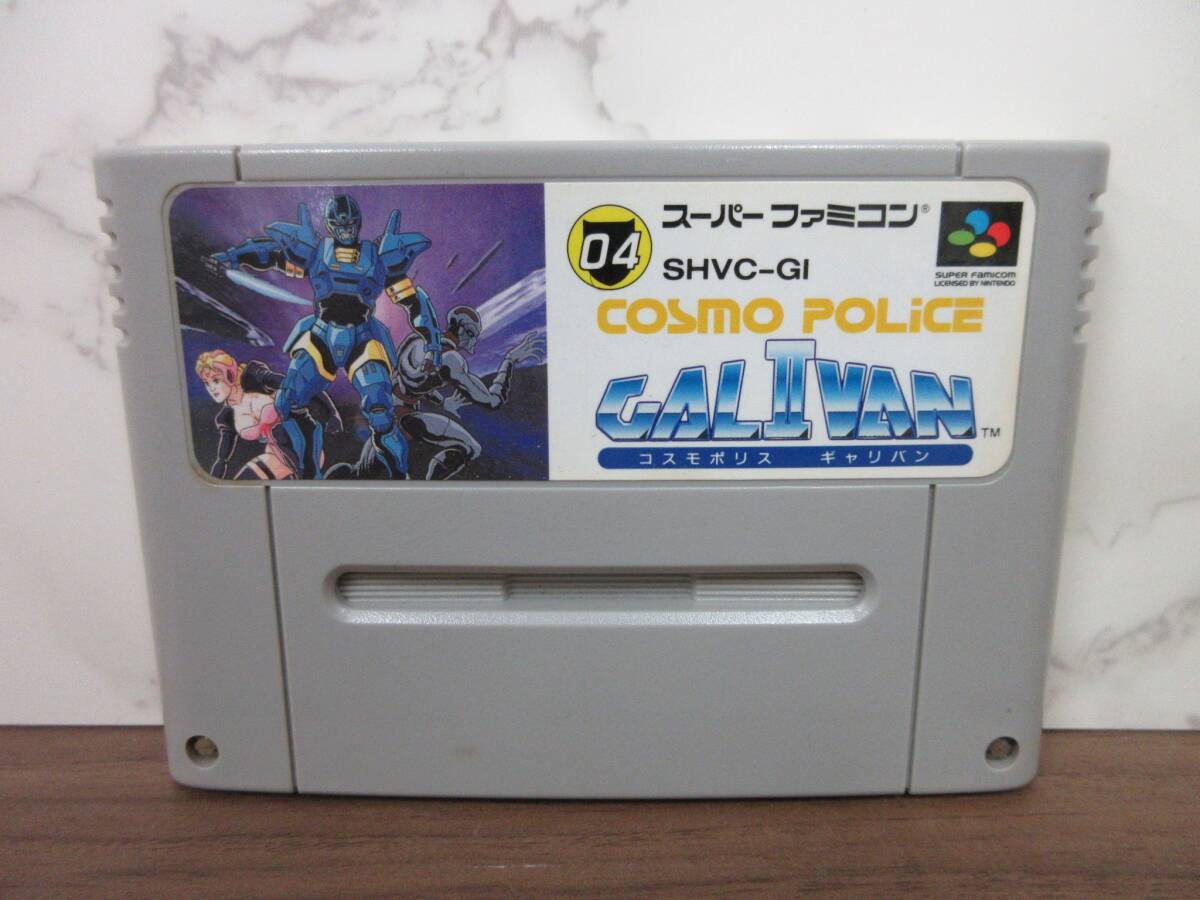 04
スーパーファミコン®
SHVC-GI
SUPER FAMICOM
LICENSED BY NINTENDO
COSMO POLICE
GALIVAN
II
TM
コスモポリス ギャリバン